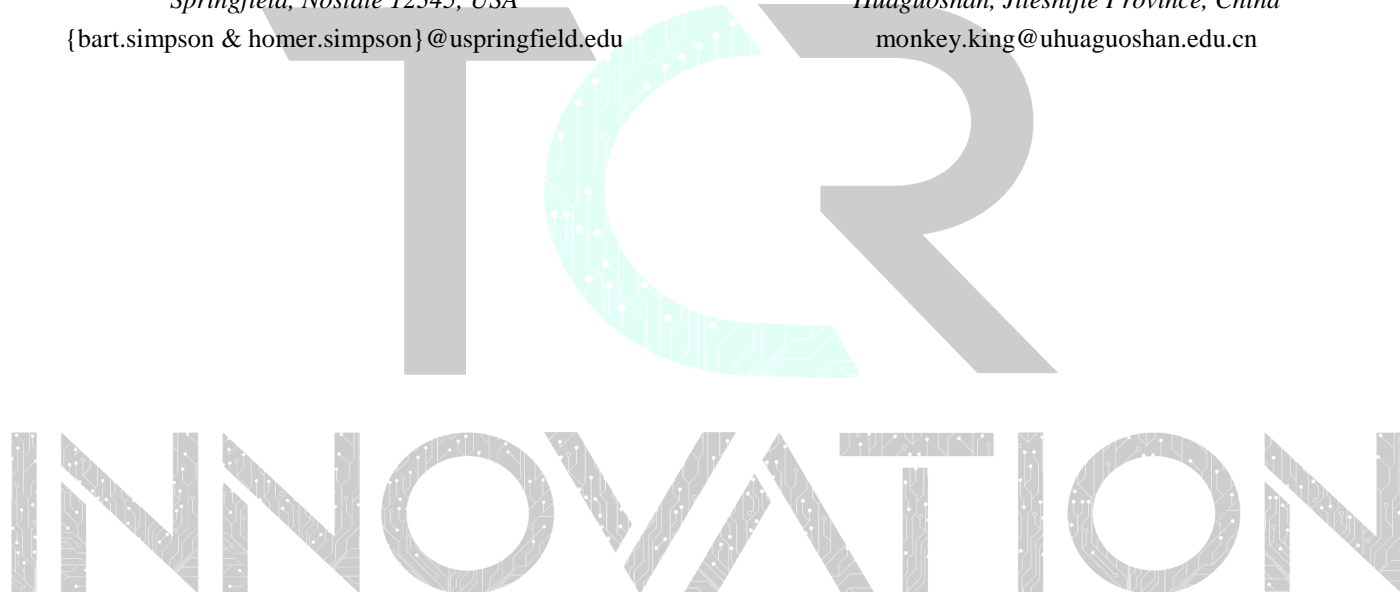 Springfield, Nostate 12345, USA
Huaguoshan, Jileshijie Province, China
{bart.simpson & homer.simpson}@uspringfield.edu
monkey.king@uhuaguoshan.edu.cn
TCR
INNOVATION